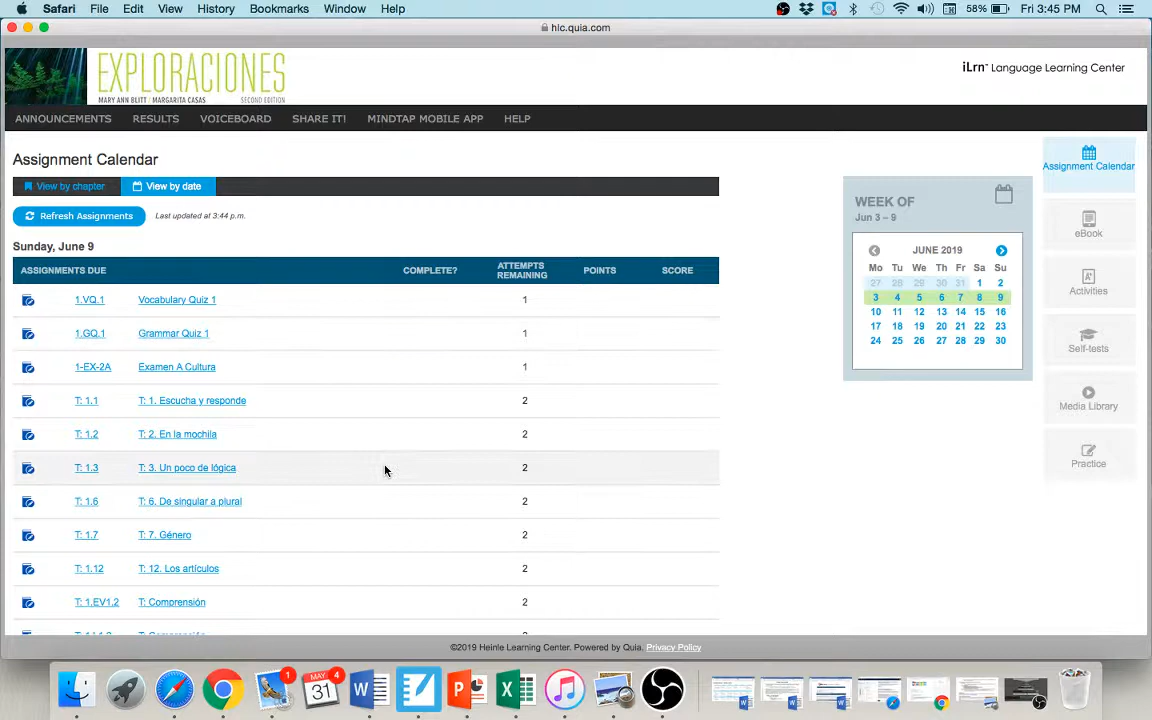 Safari File Edit View History Bookmarks Window Help 58% Fri 3:45 PM
hlc.quia.com
EXPLORACIONES
MARY ANN BLITT | MARGARITA CASAS SECOND EDITION
iLrn™ Language Learning Center
ANNOUNCEMENTS RESULTS VOICEBOARD SHARE IT! MINDTAP MOBILE APP HELP
Assignment Calendar
View by chapter View by date
Refresh Assignments Last updated at 3:44 p.m.
Sunday, June 9
ASSIGNMENTS DUE COMPLETE? ATTEMPTS REMAINING POINTS SCORE
1.VQ.1 Vocabulary Quiz 1 1
1.GQ.1 Grammar Quiz 1 1
1-EX-2A Examen A Cultura 1
T: 1.1 T: 1. Escucha y responde 2
T: 1.2 T: 2. En la mochila 2
T: 1.3 T: 3. Un poco de lógica 2
T: 1.6 T: 6. De singular a plural 2
T: 1.7 T: 7. Género 2
T: 1.12 T: 12. Los artículos 2
T: 1.EV1.2 T: Comprensión 2
WEEK OF
Jun 3 – 9
JUNE 2019
Mo Tu We Th Fr Sa Su
27 28 29 30 31 1 2
3 4 5 6 7 8 9
10 11 12 13 14 15 16
17 18 19 20 21 22 23
24 25 26 27 28 29 30
Assignment Calendar
eBook
Activities
Self-tests
Media Library
Practice
©2019 Heinle Learning Center. Powered by Quia. Privacy Policy
1
MAY 4
31